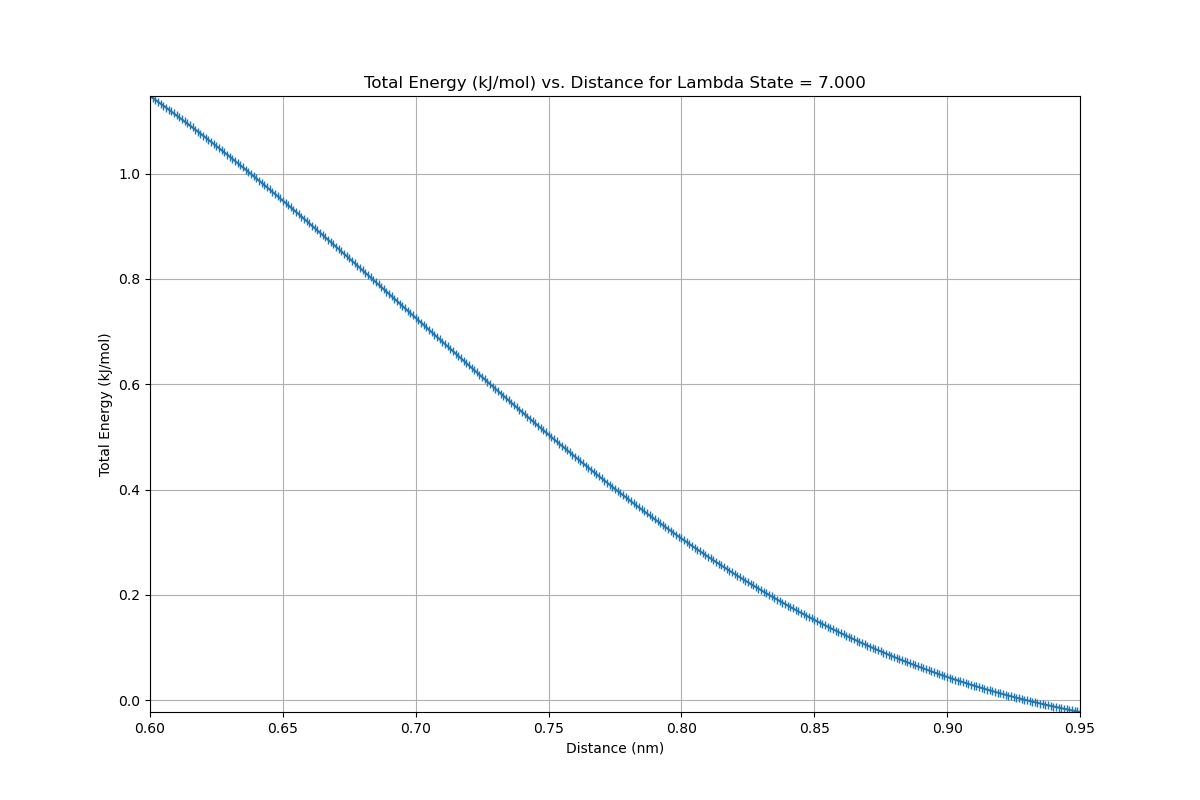 Total Energy (kJ/mol) vs. Distance for Lambda State = 7.000
Total Energy (kJ/mol)
1.0
0.8
0.6
0.4
0.2
0.0
0.60 0.65 0.70 0.75 0.80 0.85 0.90 0.95
Distance (nm)